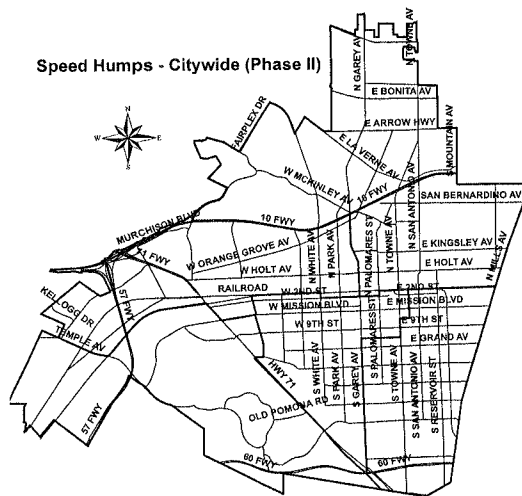 Speed Humps - Citywide (Phase II)
N
W
E
S
N GAREY AV
N TOWNE AV
E BONITA AV
E ARROW HWY
FAIRPLEX DR
E LA VERNE AV
S MOUNTAIN AV
W MCKINLEY AV
10 FWY
SAN BERNARDINO AV
MURCHISON BLVD
10 FWY
71 FWY
W ORANGE GROVE AV
N WHITE AV
N PARK AV
N PALOMARES ST
N TOWNE AV
N SAN ANTONIO AV
E KINGSLEY AV
N MILLS AV
W HOLT AV
E HOLT AV
RAILROAD
W 2ND ST
E 2ND ST
KELLOGG DR
57 FWY
W MISSION BLVD
E MISSION BLVD
W 9TH ST
E 9TH ST
TEMPLE AV
E GRAND AV
HWY 71
S WHITE AV
S PARK AV
S GAREY AV
S PALOMARES ST
S TOWNE AV
S SAN ANTONIO AV
S RESERVOIR ST
OLD POMONA RD
57 FWY
60 FWY
60 FWY